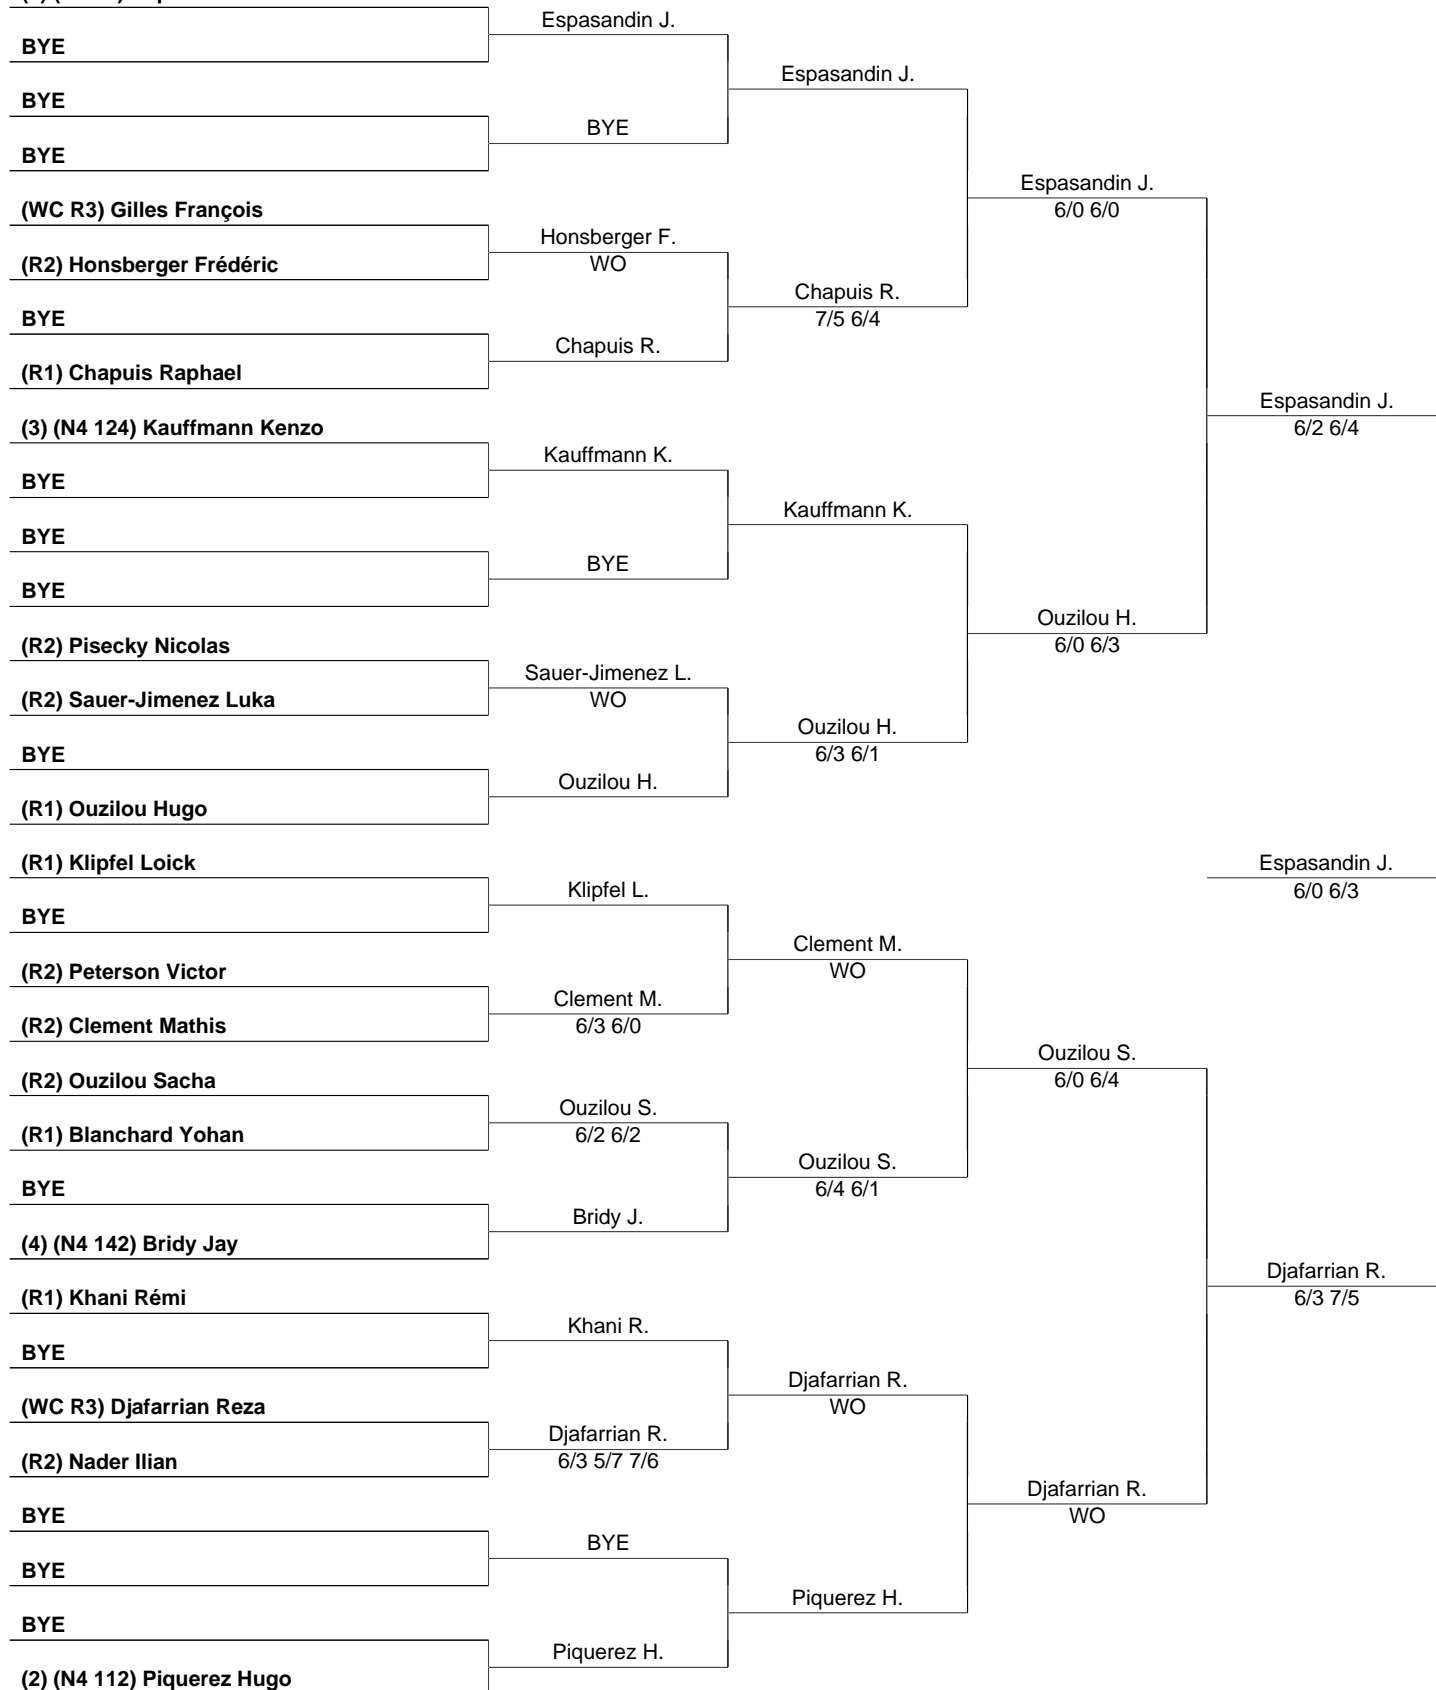 BYE
BYE
BYE
(WC R3) Gilles François
(R2) Honsberger Frédéric
BYE
(R1) Chapuis Raphael
(3) (N4 124) Kauffmann Kenzo
BYE
BYE
BYE
(R2) Pisecky Nicolas
(R2) Sauer-Jimenez Luka
BYE
(R1) Ouzilou Hugo
(R1) Klipfel Loick
BYE
(R2) Peterson Victor
(R2) Clement Mathis
(R2) Ouzilou Sacha
(R1) Blanchard Yohan
BYE
(4) (N4 142) Bridy Jay
(R1) Khani Rémi
BYE
(WC R3) Djafarrian Reza
(R2) Nader Ilian
BYE
BYE
BYE
(2) (N4 112) Piquerez Hugo
Espasandin J.
BYE
Honsberger F.
WO
Chapuis R.
Kauffmann K.
BYE
Sauer-Jimenez L.
WO
Ouzilou H.
Klipfel L.
Clement M.
6/3 6/0
Ouzilou S.
6/2 6/2
Bridy J.
Khani R.
Djafarrian R.
6/3 5/7 7/6
BYE
Piquerez H.
Espasandin J.
Chapuis R.
7/5 6/4
Kauffmann K.
Ouzilou H.
6/3 6/1
Clement M.
WO
Ouzilou S.
6/4 6/1
Djafarrian R.
WO
Piquerez H.
Espasandin J.
6/0 6/0
Ouzilou H.
6/0 6/3
Ouzilou S.
6/0 6/4
Djafarrian R.
WO
Espasandin J.
6/2 6/4
Espasandin J.
6/0 6/3
Djafarrian R.
6/3 7/5